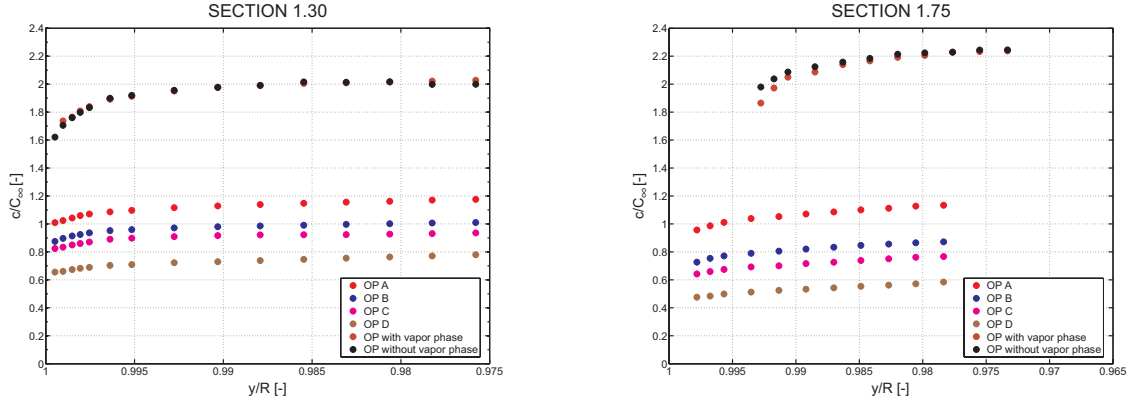 SECTION 1.30
2.4
2.2
2
1.8
1.6
1.4
1.2
1
0.8
0.6
0.4
0.2
0
c/C∞ [-]
OP A
OP B
OP C
OP D
OP with vapor phase
OP without vapor phase
1 0.995 0.99 0.985 0.98 0.975
y/R [-]
SECTION 1.75
2.4
2.2
2
1.8
1.6
1.4
1.2
1
0.8
0.6
0.4
0.2
0
c/C∞ [-]
OP A
OP B
OP C
OP D
OP with vapor phase
OP without vapor phase
1 0.995 0.99 0.985 0.98 0.975 0.97 0.965
y/R [-]